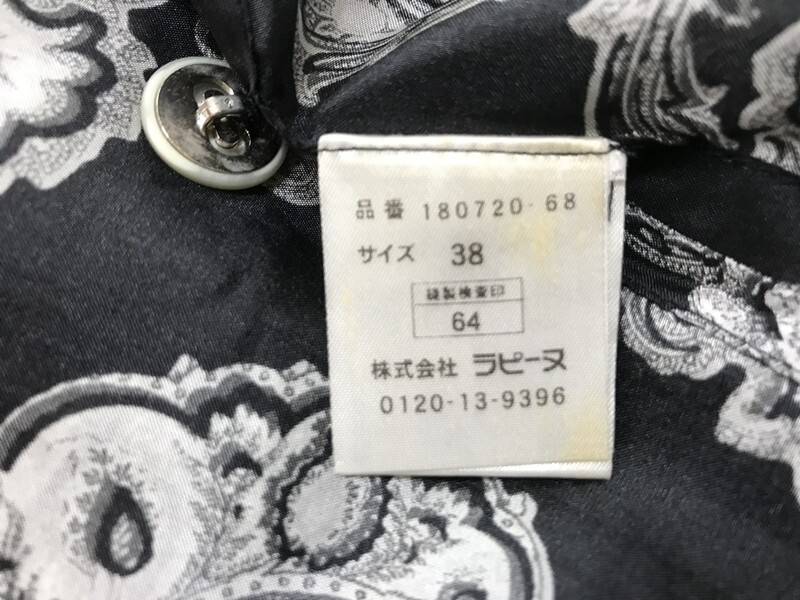 品番 180720-68
サイズ 38
縫製検査印
64
株式会社 ラピーヌ
0120-13-9396